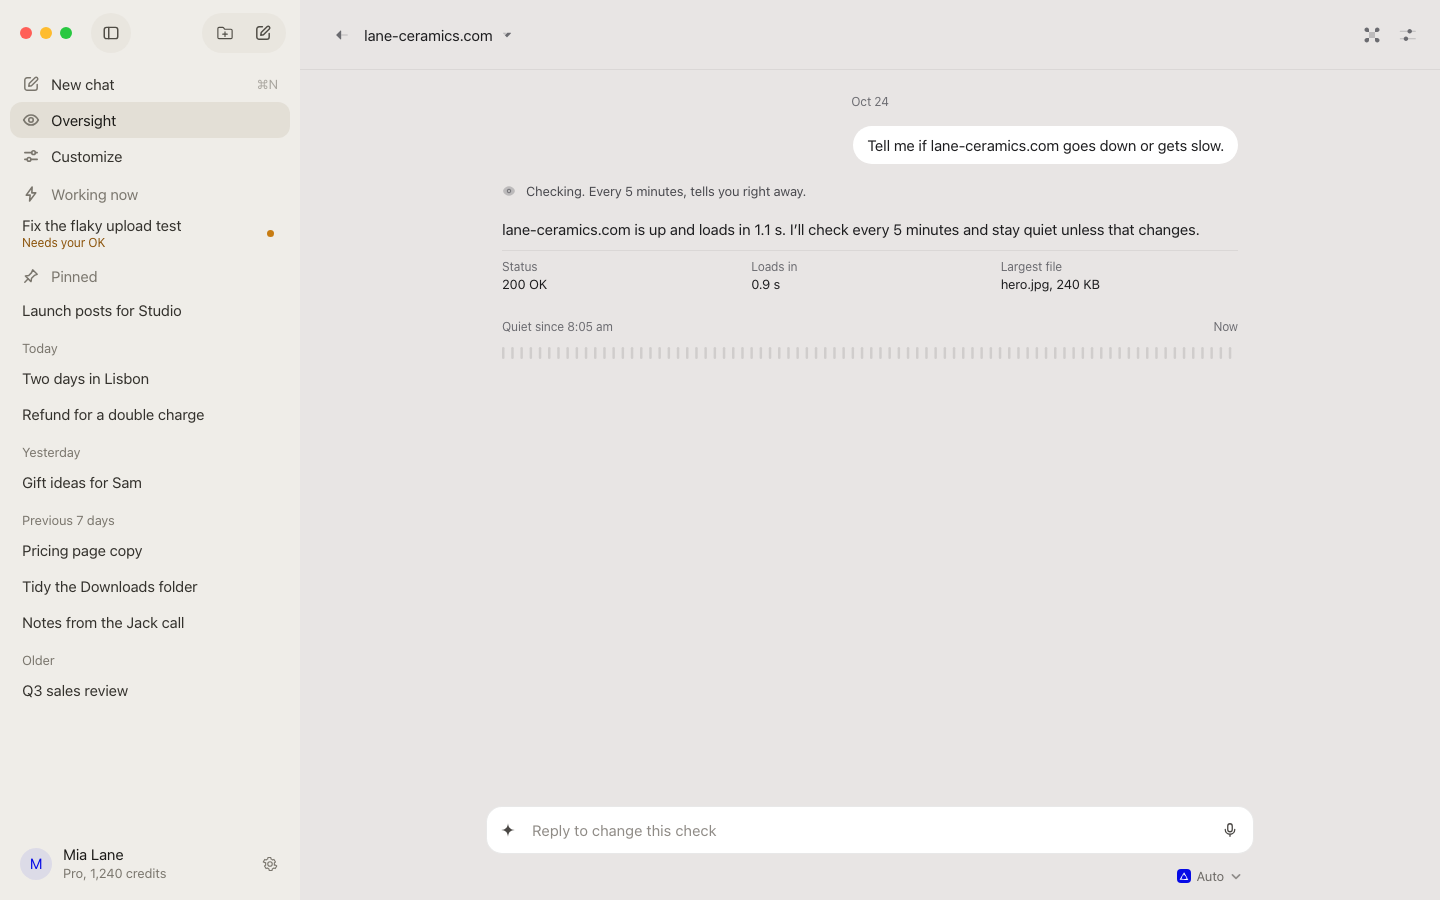 New chat
⌘N
Oversight
Customize
Working now
Fix the flaky upload test
Needs your OK
Pinned
Launch posts for Studio
Today
Two days in Lisbon
Refund for a double charge
Yesterday
Gift ideas for Sam
Previous 7 days
Pricing page copy
Tidy the Downloads folder
Notes from the Jack call
Older
Q3 sales review
M
Mia Lane
Pro, 1,240 credits
lane-ceramics.com
Oct 24
Tell me if lane-ceramics.com goes down or gets slow.
Checking. Every 5 minutes, tells you right away.
lane-ceramics.com is up and loads in 1.1 s. I’ll check every 5 minutes and stay quiet unless that changes.
Status
Loads in
Largest file
200 OK
0.9 s
hero.jpg, 240 KB
Quiet since 8:05 am
Now
Reply to change this check
Auto